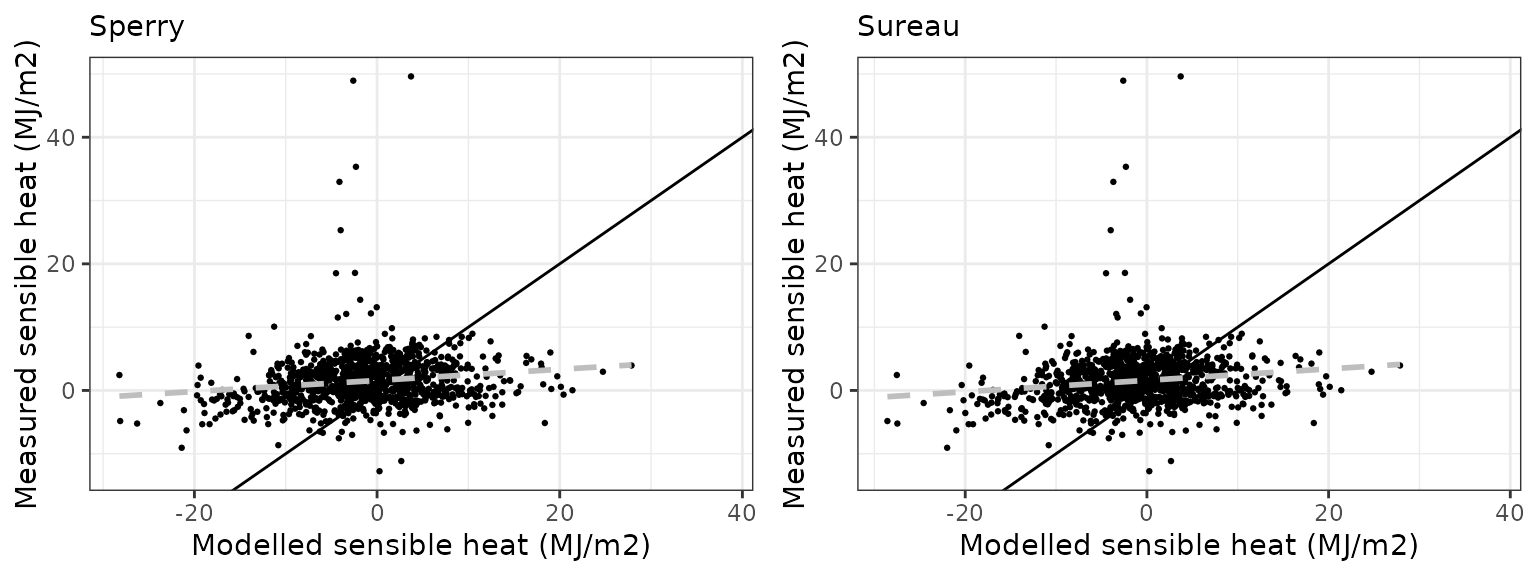 Sperry
Measured sensible heat (MJ/m2)
40
20
0
-20 0 20 40
Modelled sensible heat (MJ/m2)
Sureau
Measured sensible heat (MJ/m2)
40
20
0
-20 0 20 40
Modelled sensible heat (MJ/m2)